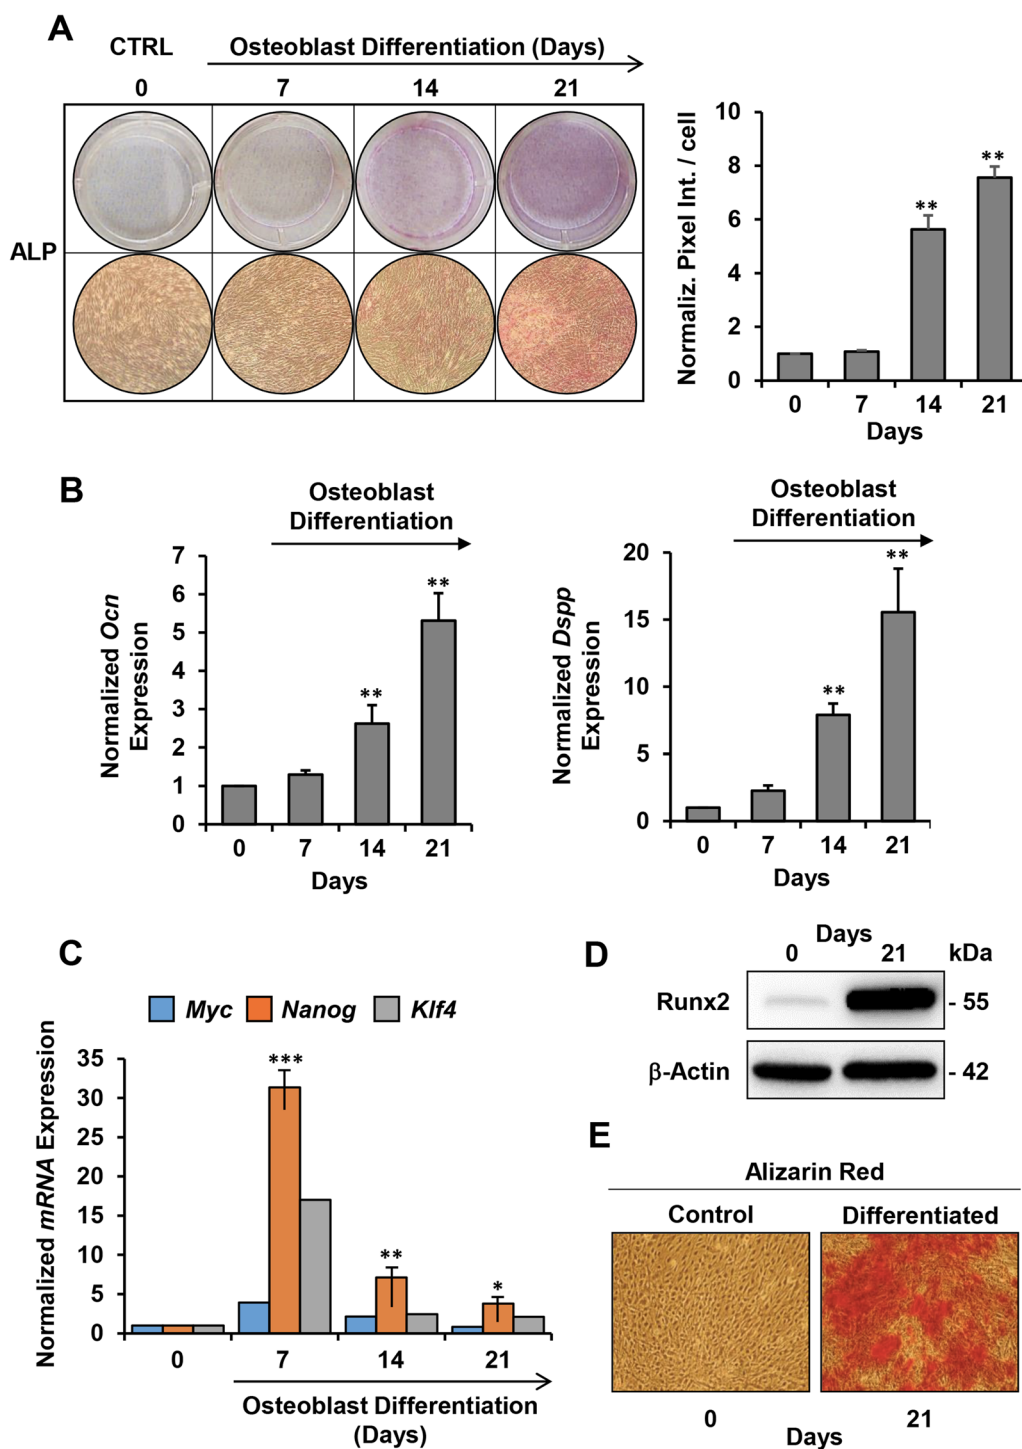 A
CTRL
Osteoblast Differentiation (Days)
0
7
14
21
ALP
Normaliz. Pixel Int. / cell
10
8
6
4
2
0
**
**
0
7
14
21
Days
B
Osteoblast
Differentiation
Normalized Ocn
Expression
7
6
5
4
3
2
1
0
**
**
0
7
14
21
Days
Osteoblast
Differentiation
Normalized Dspp
Expression
20
15
10
5
0
**
**
0
7
14
21
Days
C
Myc
Nanog
Klf4
Normalized mRNA Expression
35
30
25
20
15
10
5
0
***
**
*
0
7
14
21
Osteoblast Differentiation
(Days)
D
Days
0
21
kDa
Runx2
- 55
β-Actin
- 42
E
Alizarin Red
Control
Differentiated
0
21
Days